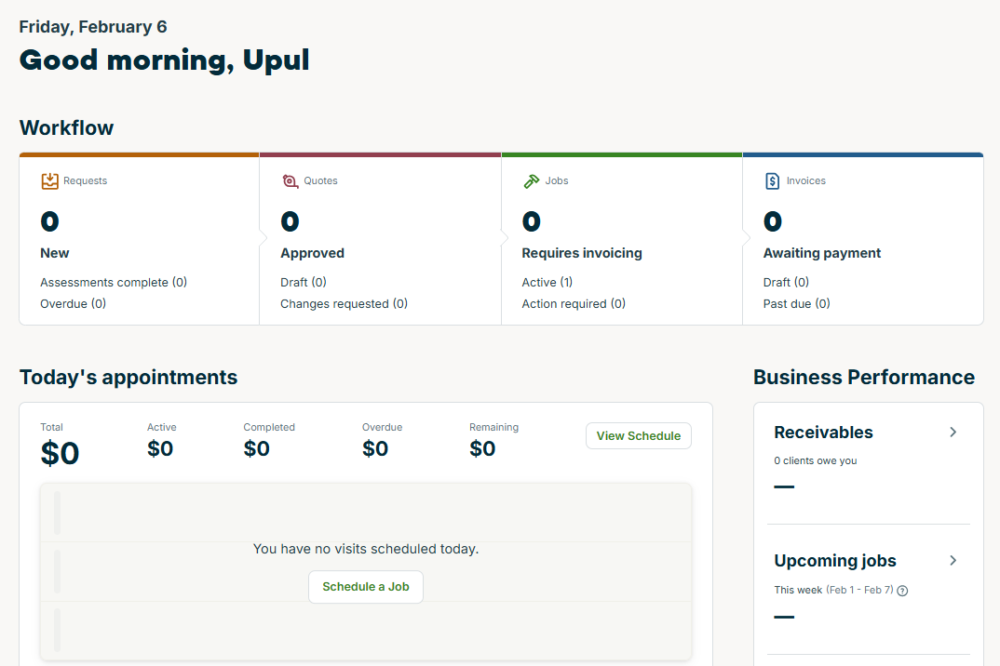 Friday, February 6
Good morning, Upul
Workflow
Requests
0
New
Assessments complete (0)
Overdue (0)
Quotes
0
Approved
Draft (0)
Changes requested (0)
Jobs
0
Requires invoicing
Active (1)
Action required (0)
Invoices
0
Awaiting payment
Draft (0)
Past due (0)
Today's appointments
Total
$0
Active
$0
Completed
$0
Overdue
$0
Remaining
$0
View Schedule
You have no visits scheduled today.
Schedule a Job
Business Performance
Receivables
0 clients owe you
—
Upcoming jobs
This week (Feb 1 - Feb 7) ?
—